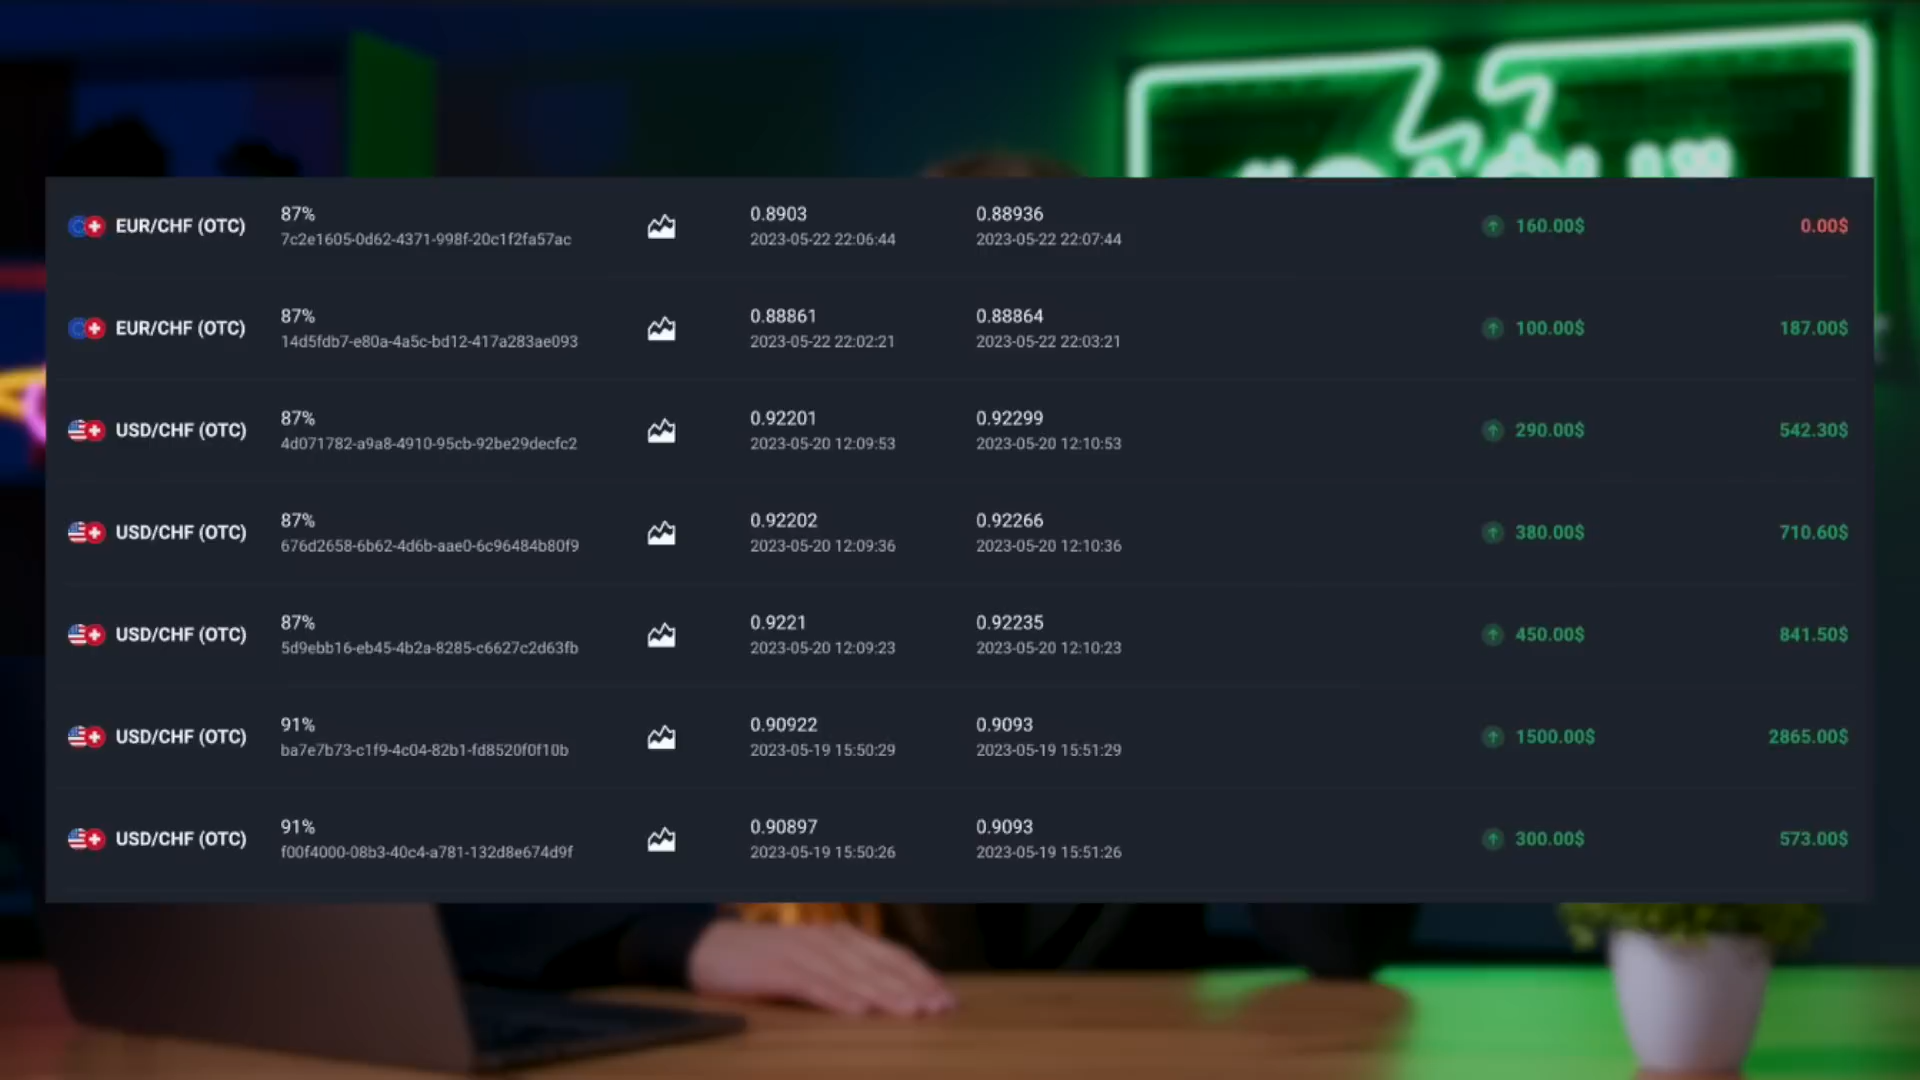 EUR/CHF (OTC) 87% 0.8903 0.88936 160.00$ 0.00$
7c2e1605-0d62-4371-998f-20c1f2fa57ac 2023-05-22 22:06:44 2023-05-22 22:07:44
EUR/CHF (OTC) 87% 0.88861 0.88864 100.00$ 187.00$
14d5fdb7-e80a-4a5c-bd12-417a283ae093 2023-05-22 22:02:21 2023-05-22 22:03:21
USD/CHF (OTC) 87% 0.92201 0.92299 290.00$ 542.30$
4d071782-a9a8-4910-95cb-92be29decfc2 2023-05-20 12:09:53 2023-05-20 12:10:53
USD/CHF (OTC) 87% 0.92202 0.92266 380.00$ 710.60$
676d2658-6b62-4d6b-aae0-6c96484b80f9 2023-05-20 12:09:36 2023-05-20 12:10:36
USD/CHF (OTC) 87% 0.9221 0.92235 450.00$ 841.50$
5d9ebb16-eb45-4b2a-8285-c6627c2d63fb 2023-05-20 12:09:23 2023-05-20 12:10:23
USD/CHF (OTC) 91% 0.90922 0.9093 1500.00$ 2865.00$
ba7e7b73-c1f9-4c04-82b1-fd8520f0f10b 2023-05-19 15:50:29 2023-05-19 15:51:29
USD/CHF (OTC) 91% 0.90897 0.9093 300.00$ 573.00$
f00f4000-08b3-40c4-a781-132d8e674d9f 2023-05-19 15:50:26 2023-05-19 15:51:26